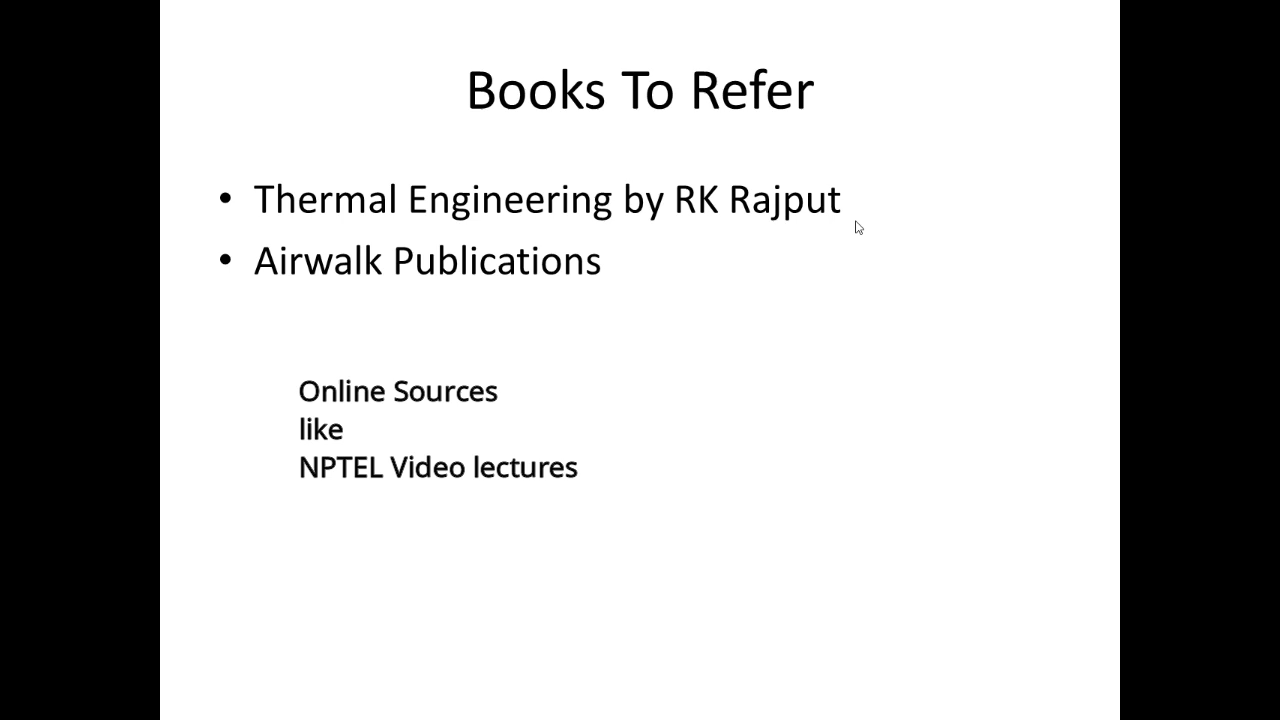 Books To Refer
• Thermal Engineering by RK Rajput
• Airwalk Publications
Online Sources
like
NPTEL Video lectures